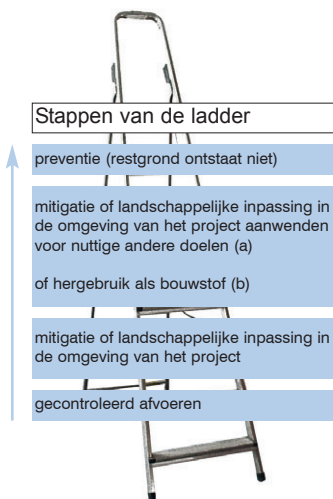 Stappen van de ladder
preventie (restgrond ontstaat niet)
mitigatie of landschappelijke inpassing in
de omgeving van het project aanwenden
voor nuttige andere doelen (a)
of hergebruik als bouwstof (b)
mitigatie of landschappelijke inpassing in
de omgeving van het project
gecontroleerd afvoeren